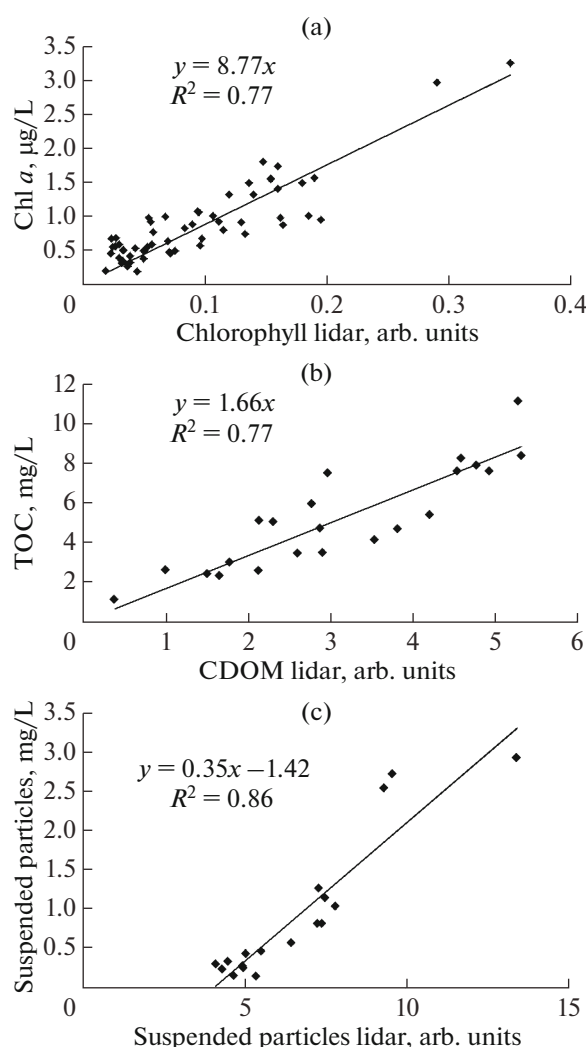 (a)
3.5
3.0
2.5
2.0
1.5
1.0
0.5
0
Chl a, μg/L
y = 8.77x
R² = 0.77
0.1 0.2 0.3 0.4
Chlorophyll lidar, arb. units
(b)
12
10
8
6
4
2
0
TOC, mg/L
y = 1.66x
R² = 0.77
1 2 3 4 5 6
CDOM lidar, arb. units
(c)
3.5
3.0
2.5
2.0
1.5
1.0
0.5
0
Suspended particles, mg/L
y = 0.35x −1.42
R² = 0.86
5 10 15
Suspended particles lidar, arb. units